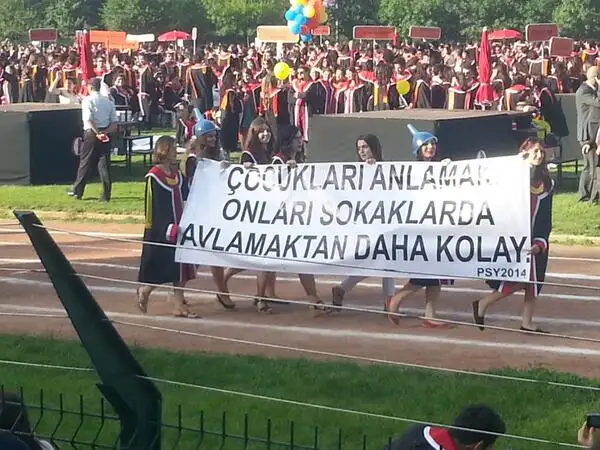 ÇOCUKLARI ANLAMAK
ONLARI SOKAKLARDA
AVLAMAKTAN DAHA KOLAY.
PSY2014